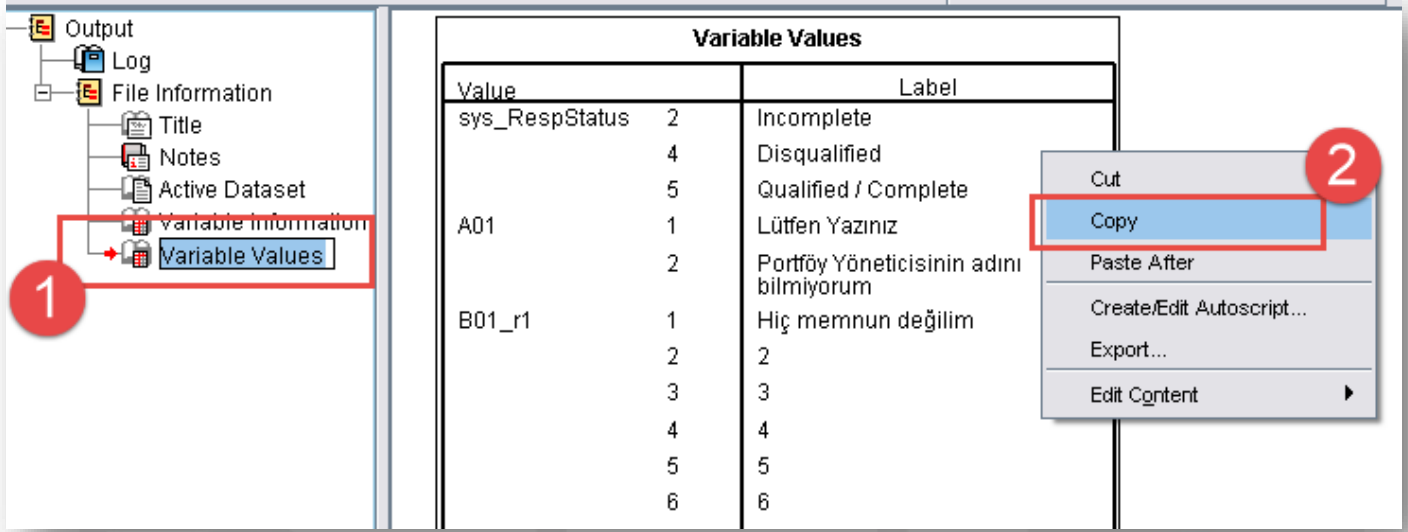 Output
Log
File Information
Title
Notes
Active Dataset
Variable Information
Variable Values
1
Variable Values
Value Label
sys_RespStatus 2 Incomplete
4 Disqualified
5 Qualified / Complete
A01 1 Lütfen Yazınız
2 Portföy Yöneticisinin adını
bilmiyorum
B01_r1 1 Hiç memnun değilim
2 2
3 3
4 4
5 5
6 6
2
Cut
Copy
Paste After
Create/Edit Autoscript...
Export...
Edit Content